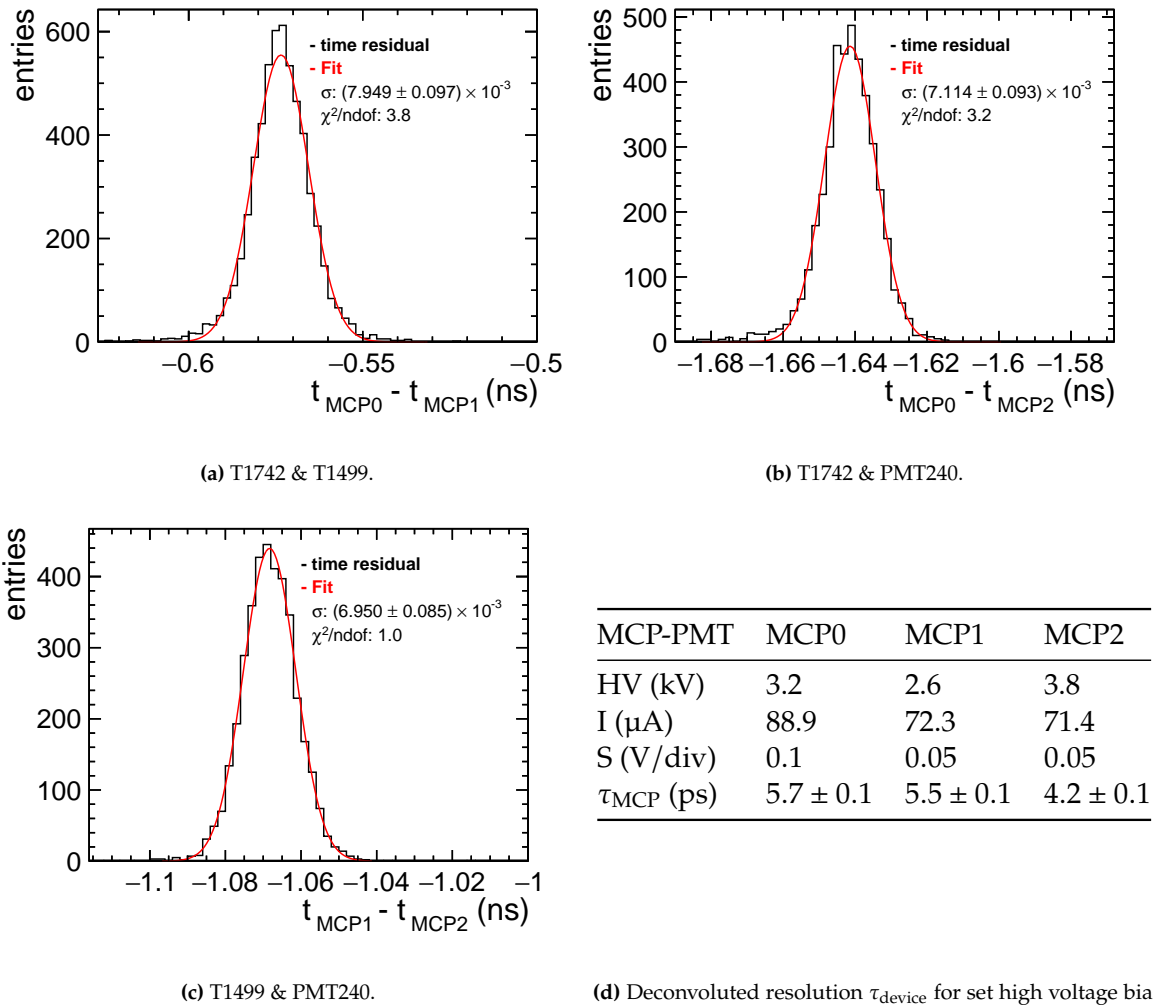 entries
600
400
200
0
- time residual
- Fit
σ: (7.949 ± 0.097) × 10⁻³
χ²/ndof: 3.8
−0.6 −0.55 −0.5
t MCP0 - t MCP1 (ns)
(a) T1742 & T1499.
entries
500
400
300
200
100
0
- time residual
- Fit
σ: (7.114 ± 0.093) × 10⁻³
χ²/ndof: 3.2
−1.68 −1.66 −1.64 −1.62 −1.6 −1.58
t MCP0 - t MCP2 (ns)
(b) T1742 & PMT240.
entries
400
300
200
100
0
- time residual
- Fit
σ: (6.950 ± 0.085) × 10⁻³
χ²/ndof: 1.0
−1.1 −1.08 −1.06 −1.04 −1.02 −1
t MCP1 - t MCP2 (ns)
(c) T1499 & PMT240.
MCP-PMT MCP0 MCP1 MCP2
HV (kV) 3.2 2.6 3.8
I (µA) 88.9 72.3 71.4
S (V/div) 0.1 0.05 0.05
τMCP (ps) 5.7 ± 0.1 5.5 ± 0.1 4.2 ± 0.1
(d) Deconvoluted resolution τdevice for set high voltage bia